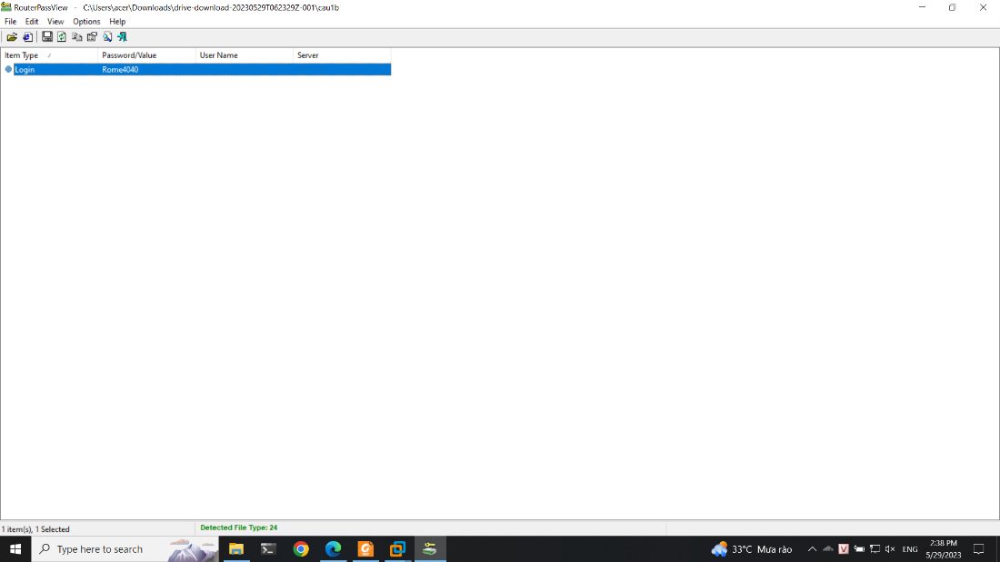 RouterPassView - C:\Users\acer\Downloads\drive-download-20230529T062329Z-001\cau1b
File Edit View Options Help
Item Type / Password/Value User Name Server
Login Rome4040
1 item(s), 1 Selected Detected File Type: 24
Type here to search 33°C Mưa rào V ENG 2:38 PM
5/29/2023